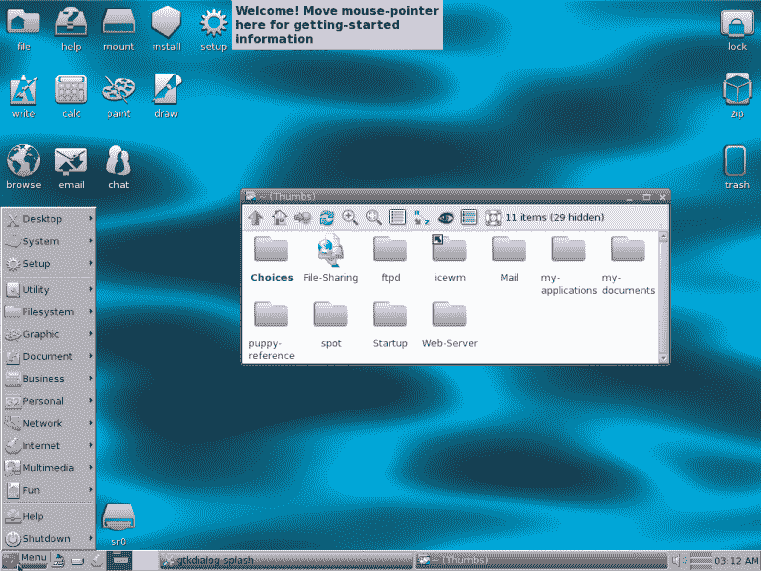 Welcome! Move mouse-pointer
here for getting-started
information
file
help
mount
install
setup
lock
write
calc
paint
draw
zip
browse
email
chat
trash
~ (Thumbs)
11 items (29 hidden)
Choices
File-Sharing
ftpd
icewm
Mail
my-
applications
my-
documents
puppy-
reference
spot
Startup
Web-Server
Desktop
System
Setup
Utility
Filesystem
Graphic
Document
Business
Personal
Network
Internet
Multimedia
Fun
Help
Shutdown
sr0
Menu
gtkdialog-splash
~ (Thumbs)
03:12 AM